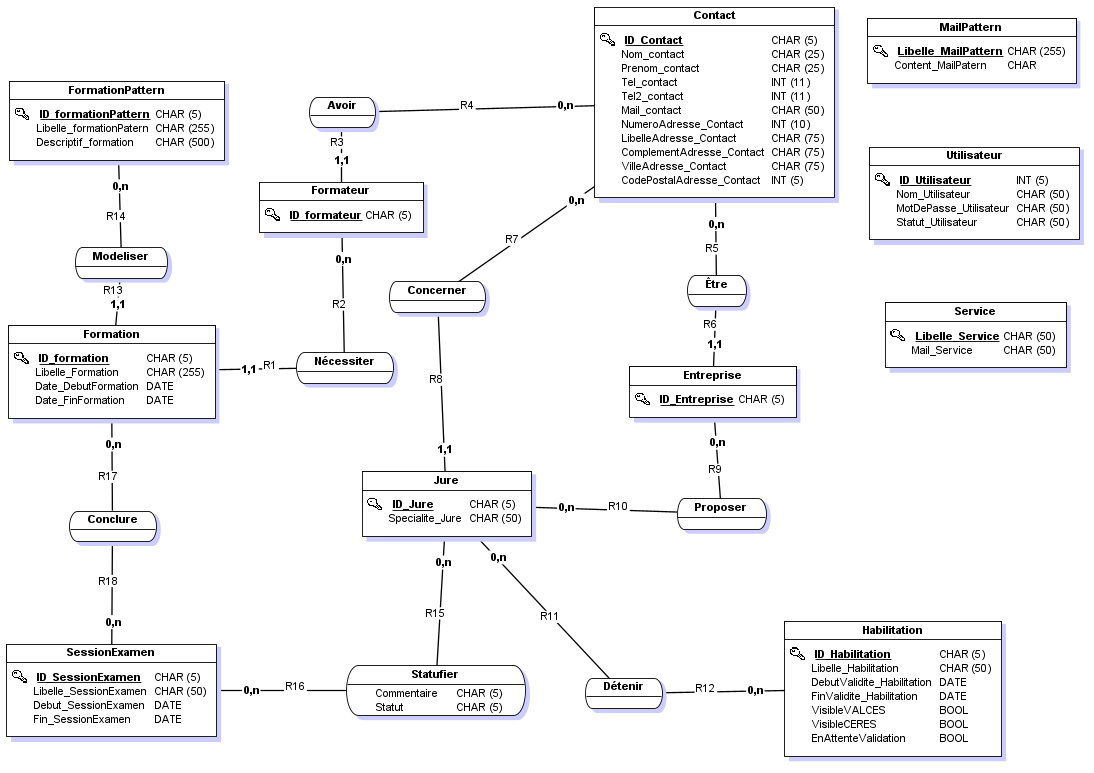 Contact
ID_Contact CHAR (5)
Nom_contact CHAR (25)
Prenom_contact CHAR (25)
Tel_contact INT (11)
Tel2_contact INT (11)
Mail_contact CHAR (50)
NumeroAdresse_Contact INT (10)
LibelleAdresse_Contact CHAR (75)
ComplementAdresse_Contact CHAR (75)
VilleAdresse_Contact CHAR (75)
CodePostalAdresse_Contact INT (5)
MailPattern
Libelle_MailPattern CHAR (255)
Content_MailPatern CHAR
FormationPattern
ID_formationPattern CHAR (5)
Libelle_formationPatern CHAR (255)
Descriptif_formation CHAR (500)
Avoir
R4
0,n
R3
1,1
Formateur
ID_formateur CHAR (5)
Utilisateur
ID_Utilisateur INT (5)
Nom_Utilisateur CHAR (50)
MotDePasse_Utilisateur CHAR (50)
Statut_Utilisateur CHAR (50)
0,n
R14
Modeliser
R13
1,1
0,n
R7
0,n
R5
Être
R6
1,1
0,n
R2
Concerner
Service
Libelle_Service CHAR (50)
Mail_Service CHAR (50)
Formation
ID_formation CHAR (5)
Libelle_Formation CHAR (255)
Date_DebutFormation DATE
Date_FinFormation DATE
1,1
R1
Nécessiter
R8
1,1
Entreprise
ID_Entreprise CHAR (5)
0,n
R9
0,n
R17
Conclure
R18
0,n
Jure
ID_Jure CHAR (5)
Specialite_Jure CHAR (50)
0,n
R10
Proposer
0,n
R15
0,n
R11
SessionExamen
ID_SessionExamen CHAR (5)
Libelle_SessionExamen CHAR (50)
Debut_SessionExamen DATE
Fin_SessionExamen DATE
0,n
R16
Statufier
Commentaire CHAR (5)
Statut CHAR (5)
Détenir
R12
0,n
Habilitation
ID_Habilitation CHAR (5)
Libelle_Habilitation CHAR (50)
DebutValidite_Habilitation DATE
FinValidite_Habilitation DATE
VisibleVALCES BOOL
VisibleCERES BOOL
EnAttenteValidation BOOL